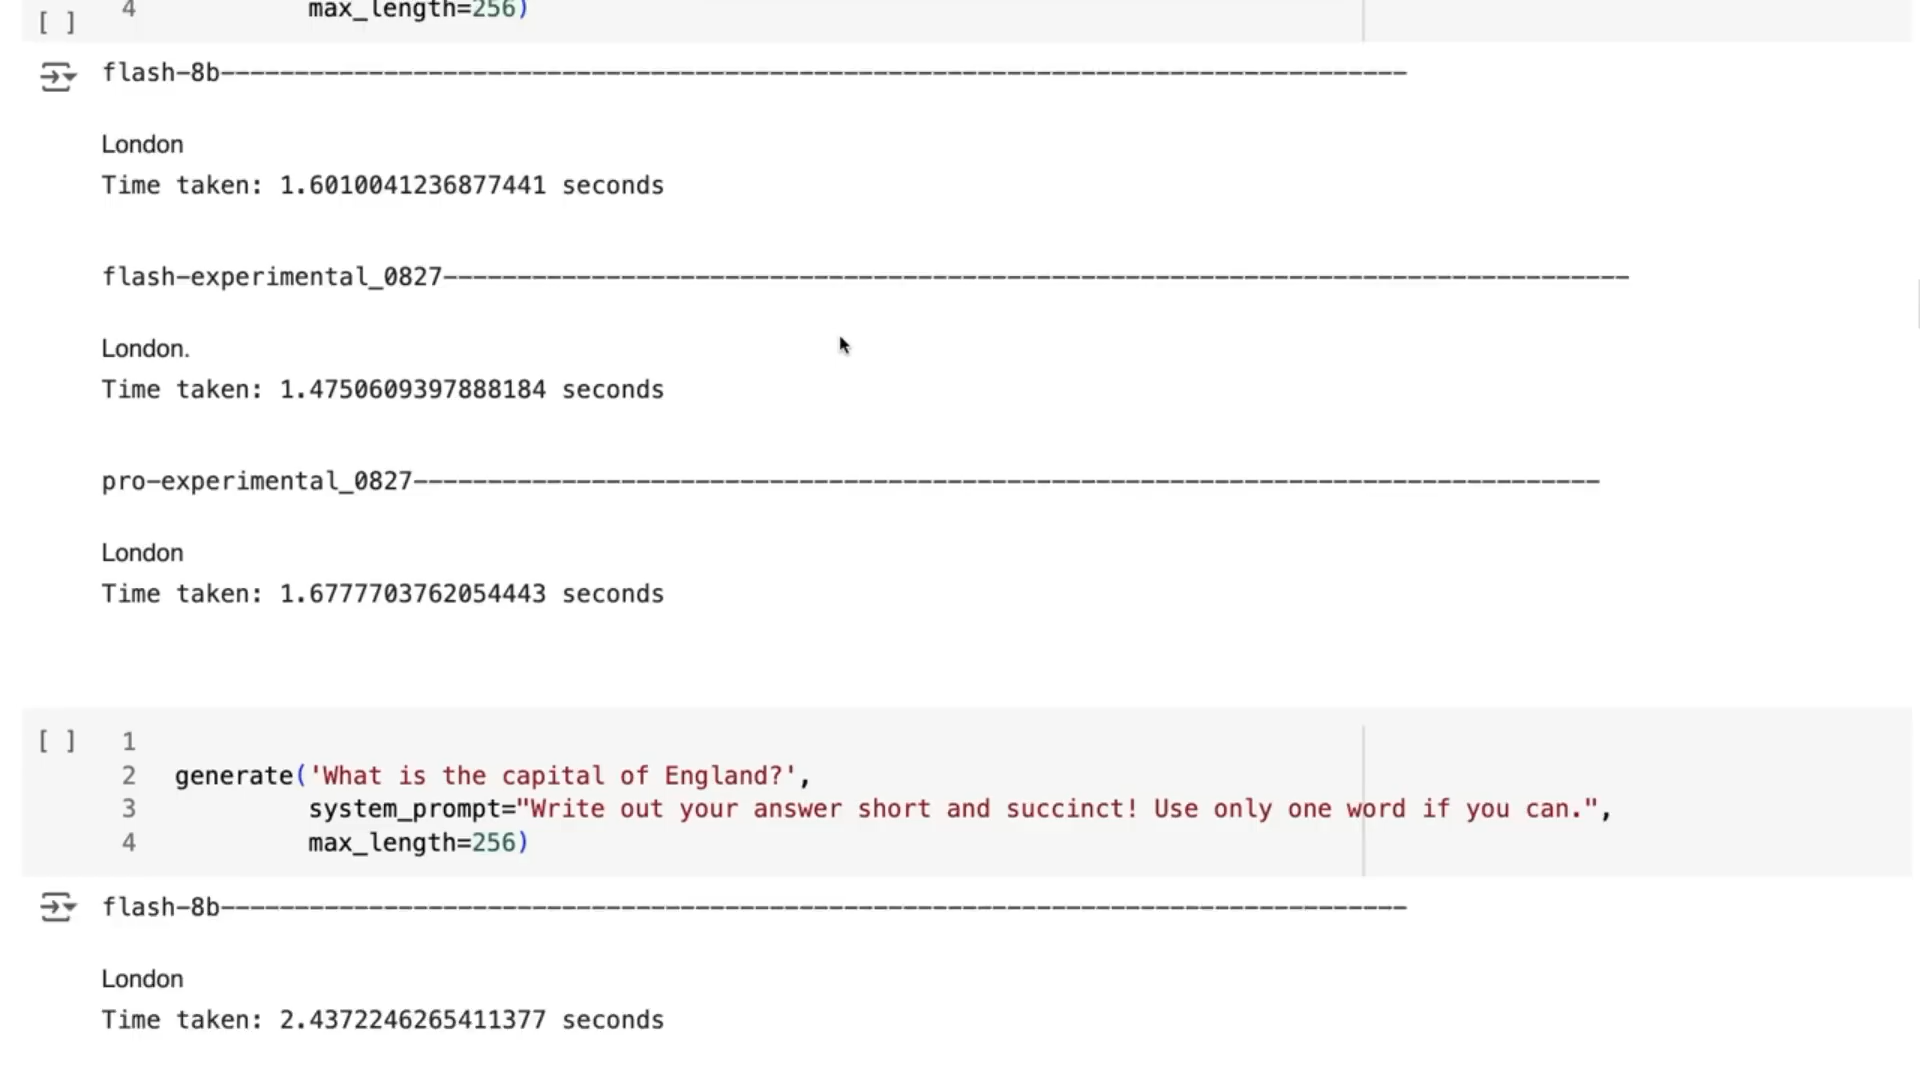 [ ] 4 max_length=256)
flash-8b---------------------------------------------------------------------------------
London
Time taken: 1.6010041236877441 seconds
flash-experimental_0827---------------------------------------------------------------------------------
London.
Time taken: 1.4750609397888184 seconds
pro-experimental_0827---------------------------------------------------------------------------------
London
Time taken: 1.6777703762054443 seconds
[ ] 1
2 generate('What is the capital of England?',
3 system_prompt="Write out your answer short and succinct! Use only one word if you can.",
4 max_length=256)
flash-8b---------------------------------------------------------------------------------
London
Time taken: 2.4372246265411377 seconds